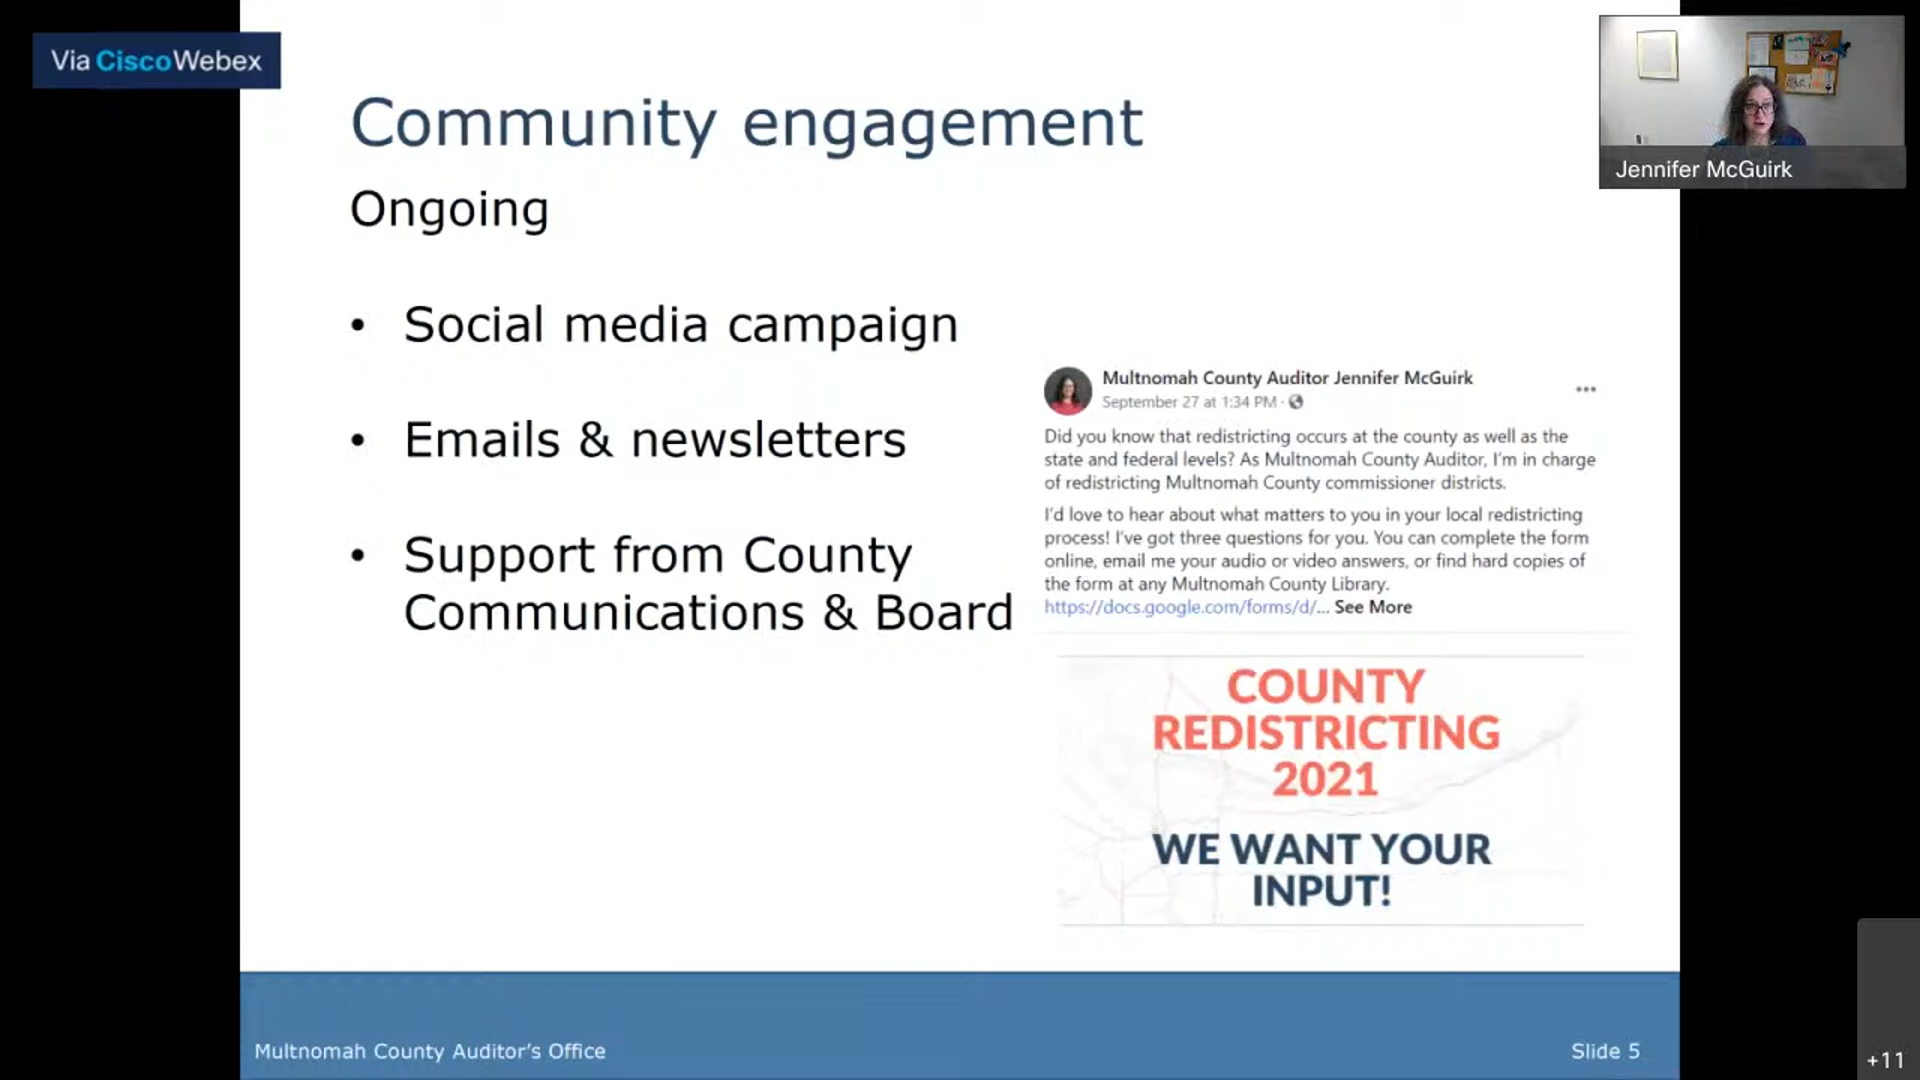 Via Cisco Webex
Jennifer McGuirk
Community engagement
Ongoing
• Social media campaign
• Emails & newsletters
• Support from County
Communications & Board
Multnomah County Auditor Jennifer McGuirk
September 27 at 1:34 PM ·
Did you know that redistricting occurs at the county as well as the
state and federal levels? As Multnomah County Auditor, I'm in charge
of redistricting Multnomah County commissioner districts.
I'd love to hear about what matters to you in your local redistricting
process! I've got three questions for you. You can complete the form
online, email me your audio or video answers, or find hard copies of
the form at any Multnomah County Library.
https://docs.google.com/forms/d/... See More
COUNTY
REDISTRICTING
2021
WE WANT YOUR
INPUT!
Multnomah County Auditor's Office
Slide 5
+11